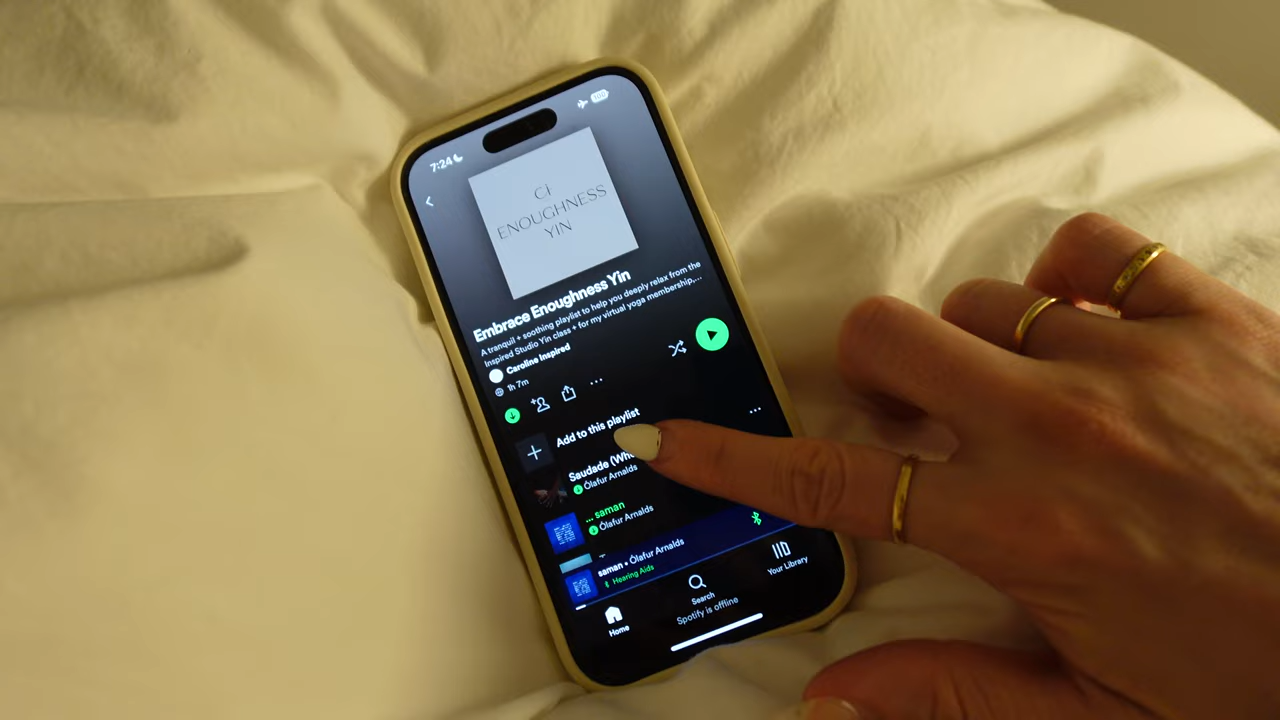 7:24
100
CI
ENOUGHNESS
YIN
Embrace Enoughness Yin
A tranquil + soothing playlist to help you deeply relax from the
Inspired Studio Yin class + for my virtual yoga membership,...
Caroline Inspired
1h 7m
Add to this playlist
Saudade (Wh
Ólafur Arnalds
... saman
Ólafur Arnalds
saman • Ólafur Arnalds
Hearing Aids
Home
Search
Your Library
Spotify is offline